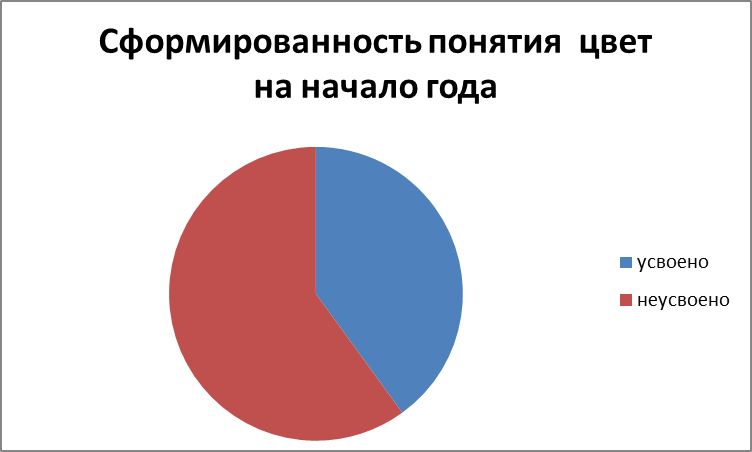 Сформированность понятия цвет
на начало года
усвоено
неусвоено